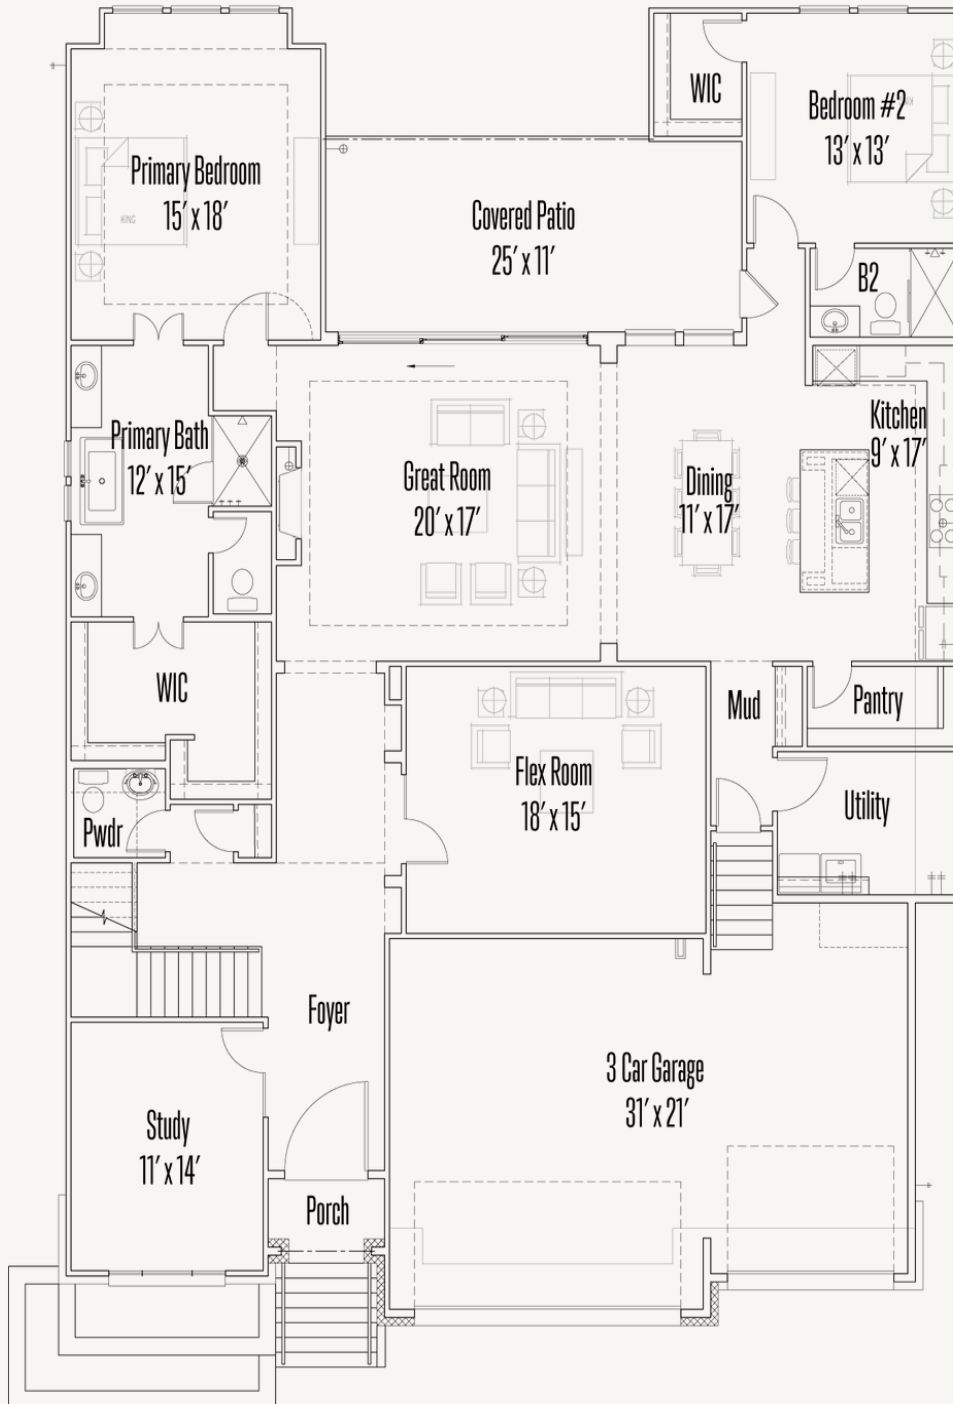 WIC
Bedroom #2
13′ x 13′
Primary Bedroom
15′ x 18′
KING
Covered Patio
25′ x 11′
B2
Kitchen
9′ x 17′
Primary Bath
12′ x 15′
Great Room
20′ x 17′
Dining
11′ x 17′
WIC
Mud
Pantry
Flex Room
18′ x 15′
Utility
Pwdr
Foyer
3 Car Garage
31′ x 21′
Study
11′ x 14′
Porch